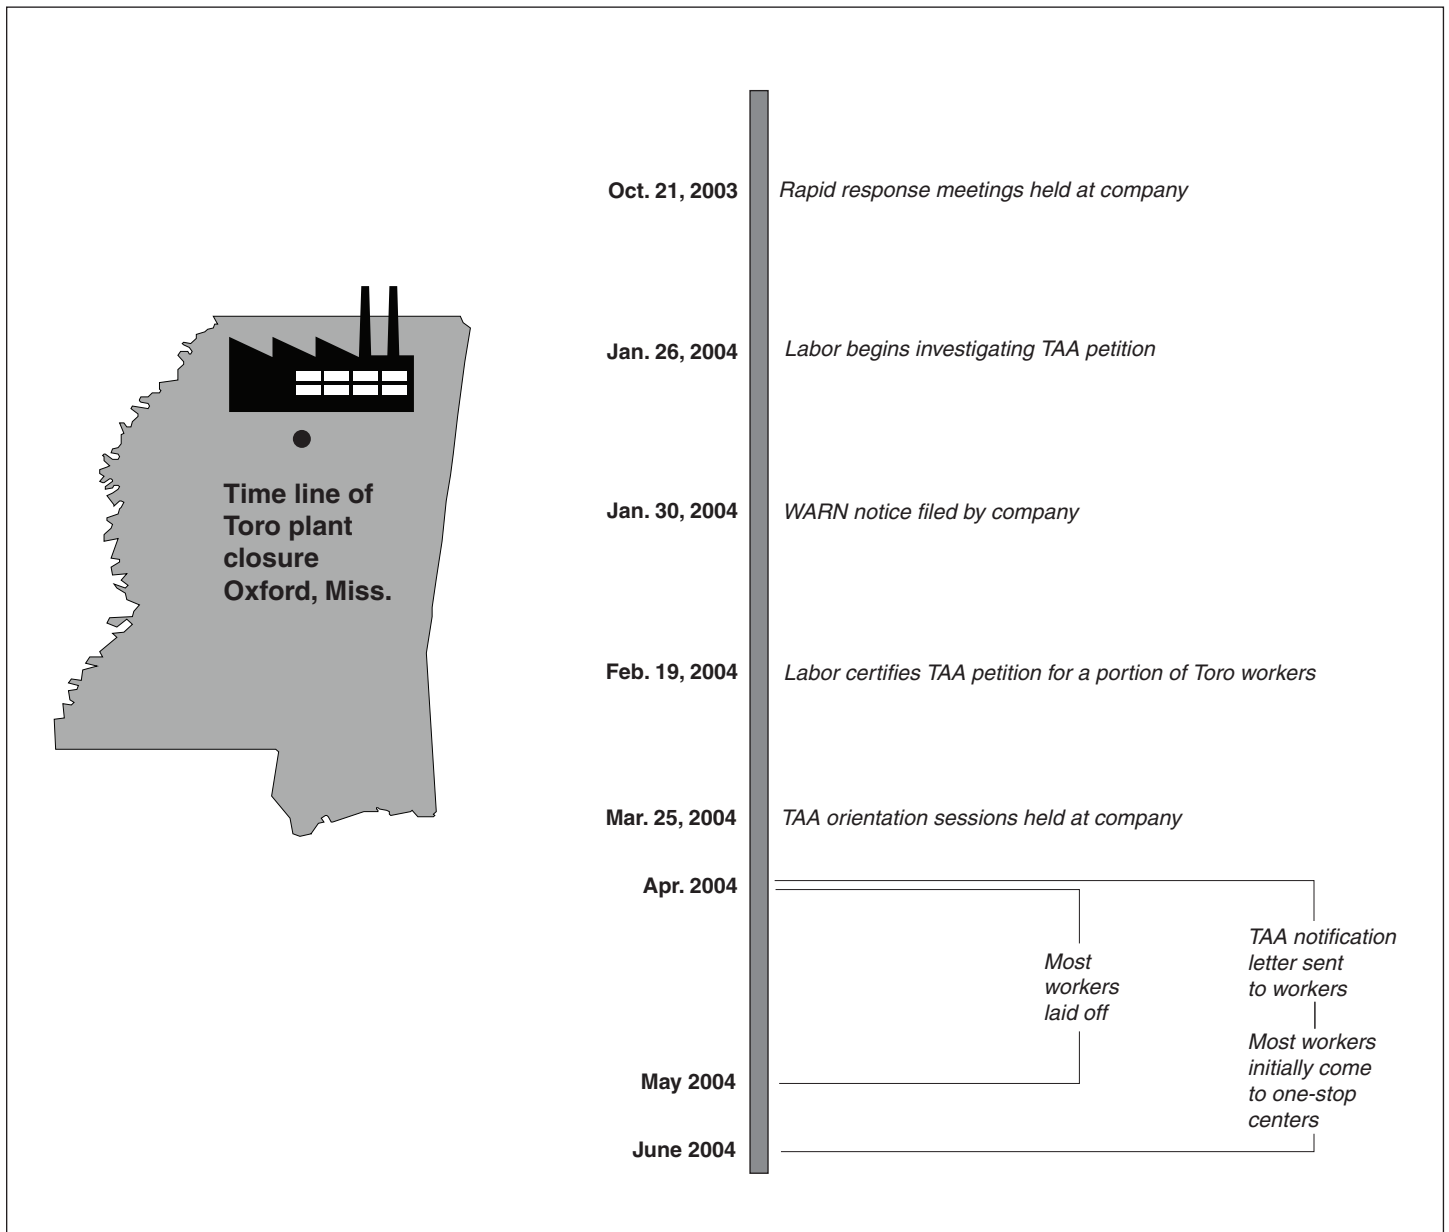 Time line of
Toro plant
closure
Oxford, Miss.
Oct. 21, 2003 Rapid response meetings held at company
Jan. 26, 2004 Labor begins investigating TAA petition
Jan. 30, 2004 WARN notice filed by company
Feb. 19, 2004 Labor certifies TAA petition for a portion of Toro workers
Mar. 25, 2004 TAA orientation sessions held at company
Apr. 2004
Most
workers
laid off
TAA notification
letter sent
to workers
Most workers
initially come
to one-stop
centers
May 2004
June 2004